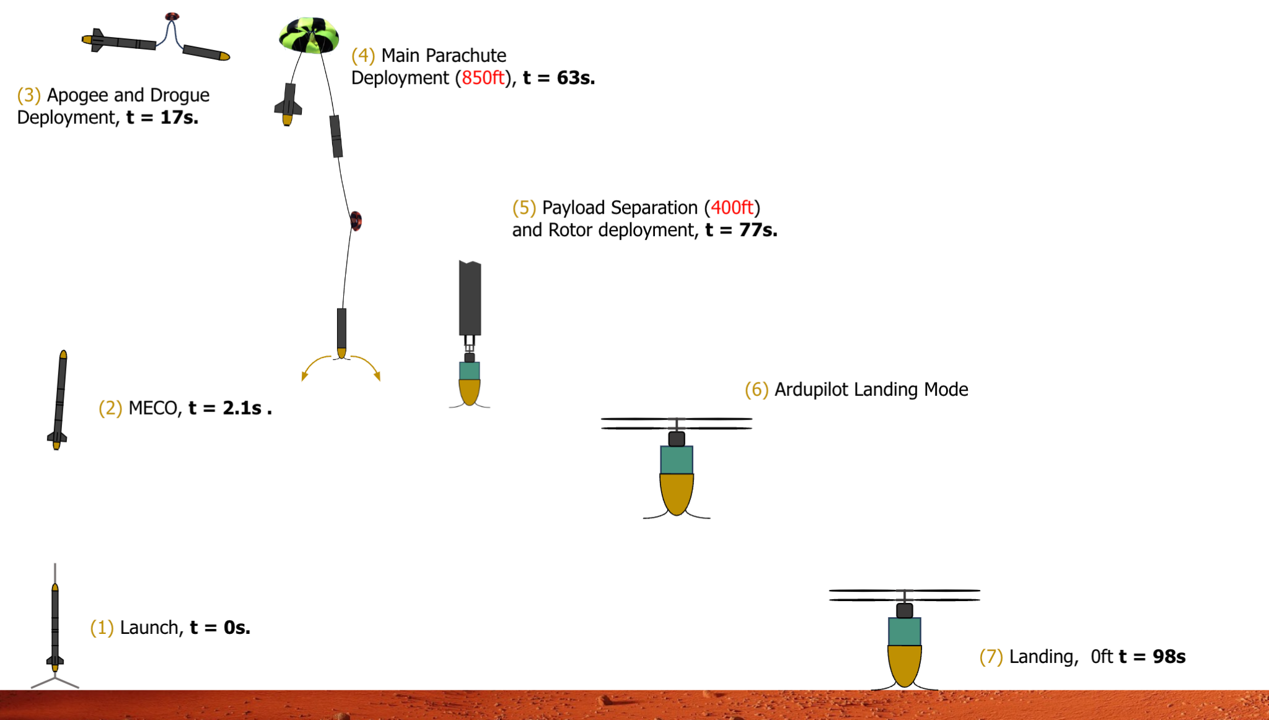 (3) Apogee and Drogue
Deployment, t = 17s.
(4) Main Parachute
Deployment (850ft), t = 63s.
(5) Payload Separation (400ft)
and Rotor deployment, t = 77s.
(2) MECO, t = 2.1s .
(6) Ardupilot Landing Mode
(1) Launch, t = 0s.
(7) Landing,  0ft t = 98s